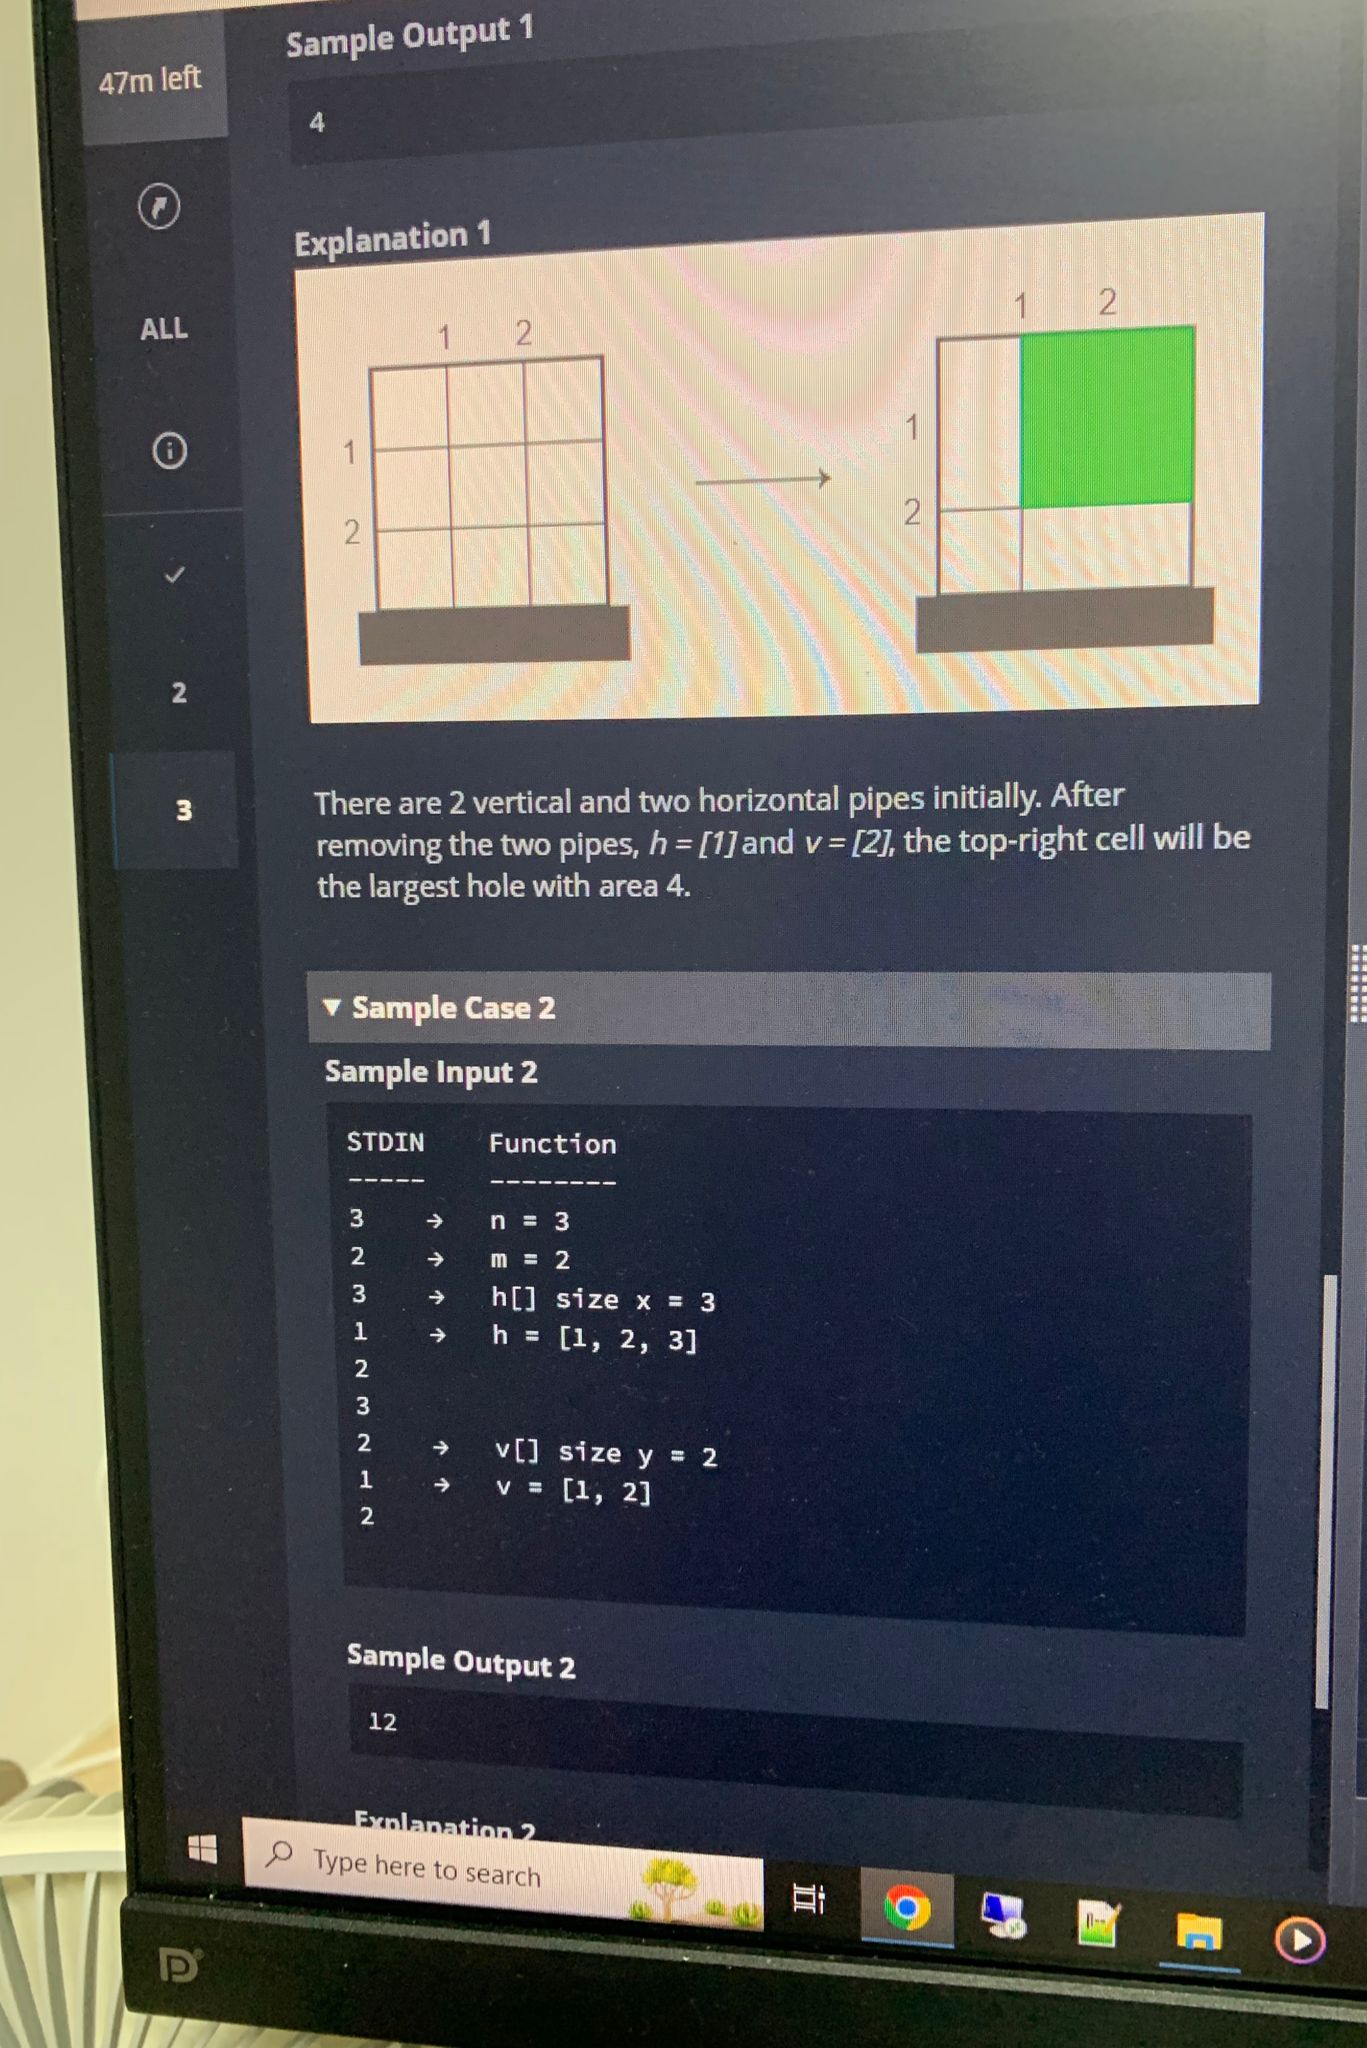 47m left
ALL
2
3
Sample Output 1
4
Explanation 1
1 2
1
2
1 2
1
2
There are 2 vertical and two horizontal pipes initially. After
removing the two pipes, h = [1] and v = [2], the top-right cell will be
the largest hole with area 4.
▼ Sample Case 2
Sample Input 2
STDIN Function
----- --------
3 → n = 3
2 → m = 2
3 → h[] size x = 3
1 → h = [1, 2, 3]
2
3
2 → v[] size y = 2
1 → v = [1, 2]
2
Sample Output 2
12
Explanation 2
Type here to search